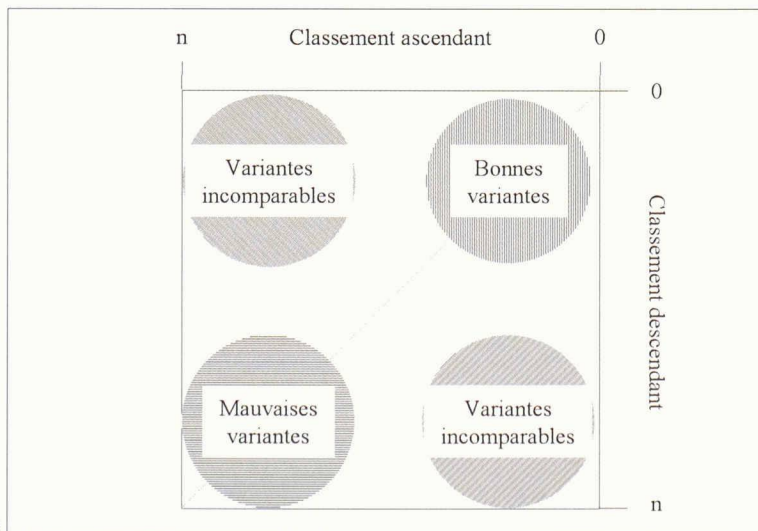 n Classement ascendant 0
0
Variantes
incomparables
Bonnes
variantes
Classement descendant
Mauvaises
variantes
Variantes
incomparables
n